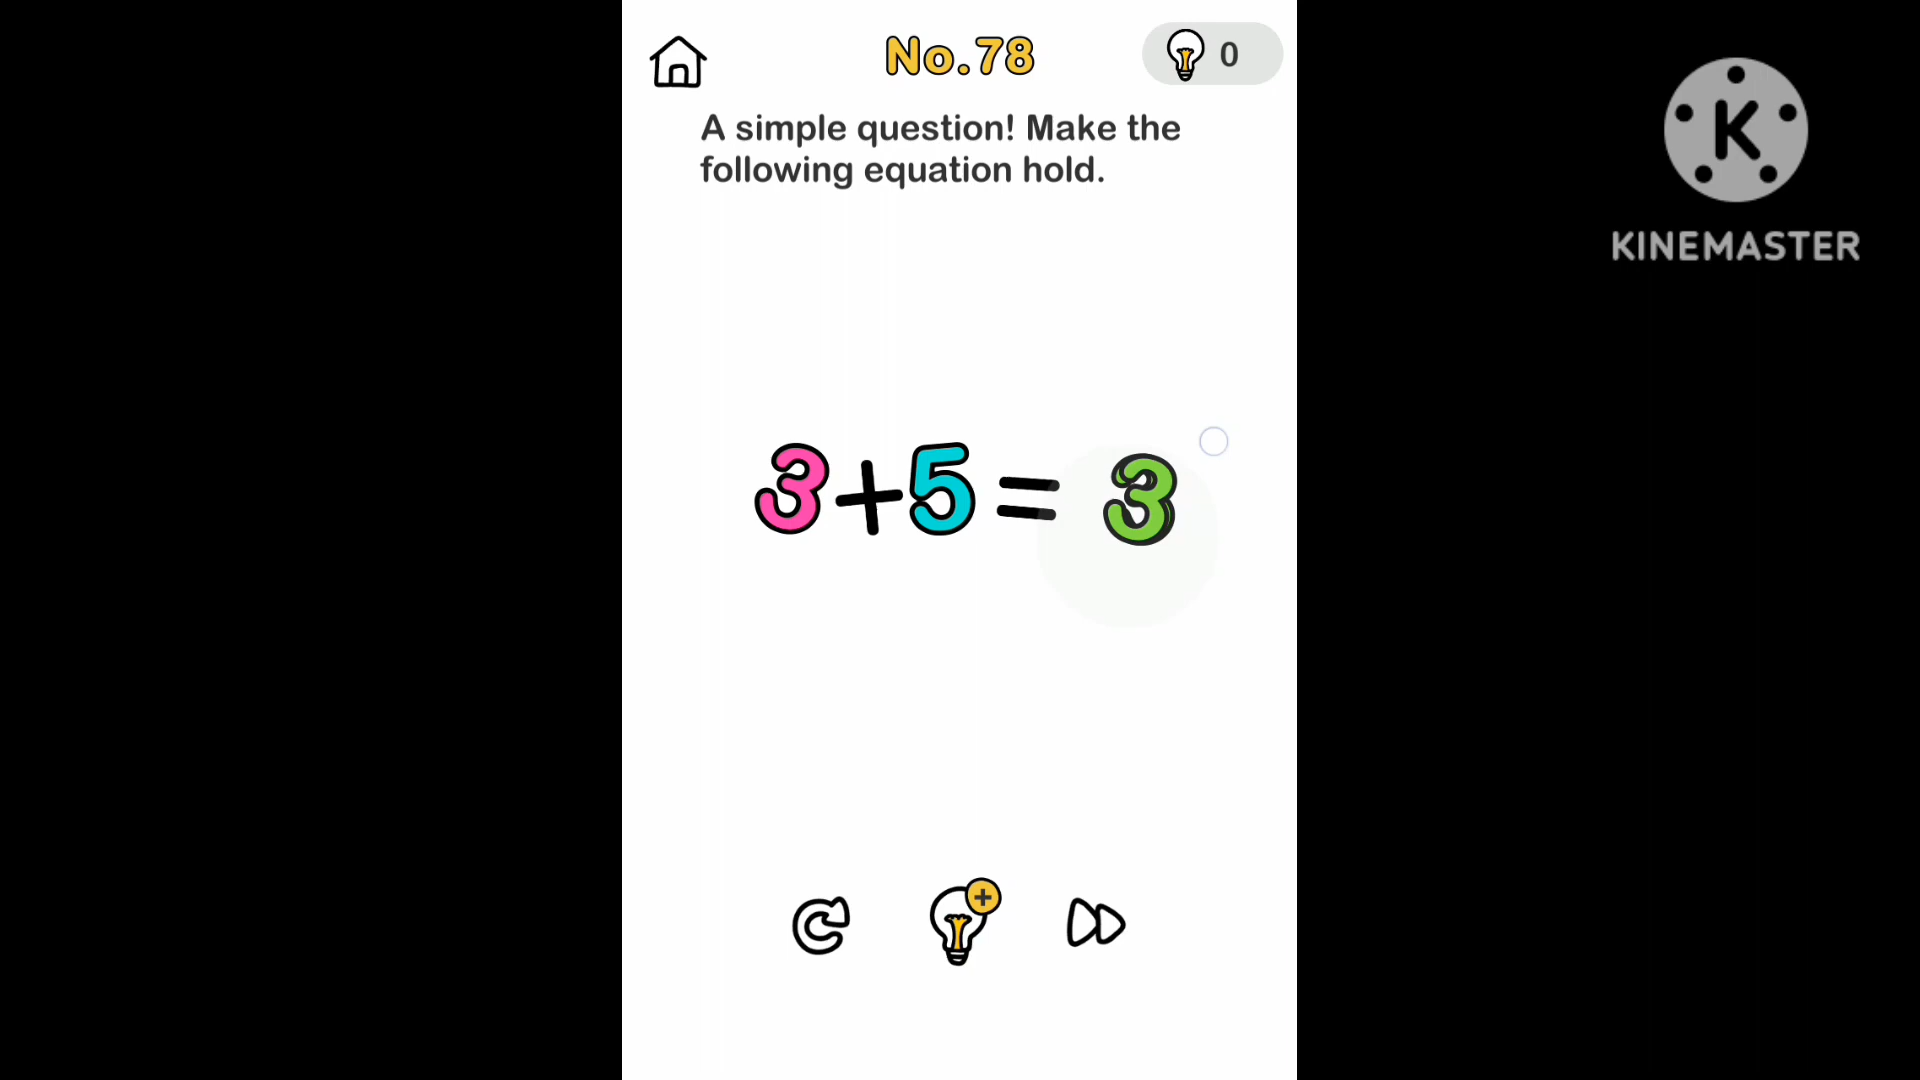 No.78
0
A simple question! Make the
following equation hold.
3+5= 3
K
KINEMASTER